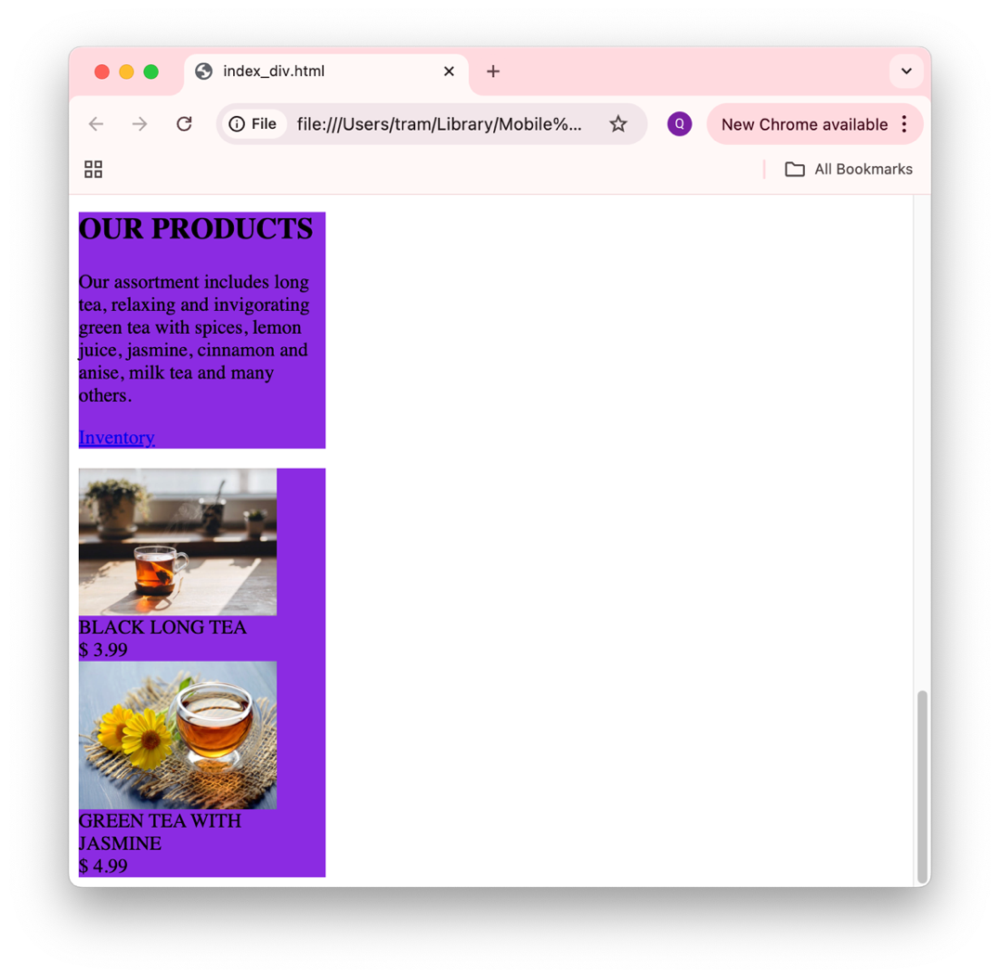 index_div.html
File
file:///Users/tram/Library/Mobile%...
Q
New Chrome available
All Bookmarks
OUR PRODUCTS
Our assortment includes long
tea, relaxing and invigorating
green tea with spices, lemon
juice, jasmine, cinnamon and
anise, milk tea and many
others.
Inventory
BLACK LONG TEA
$ 3.99
GREEN TEA WITH
JASMINE
$ 4.99